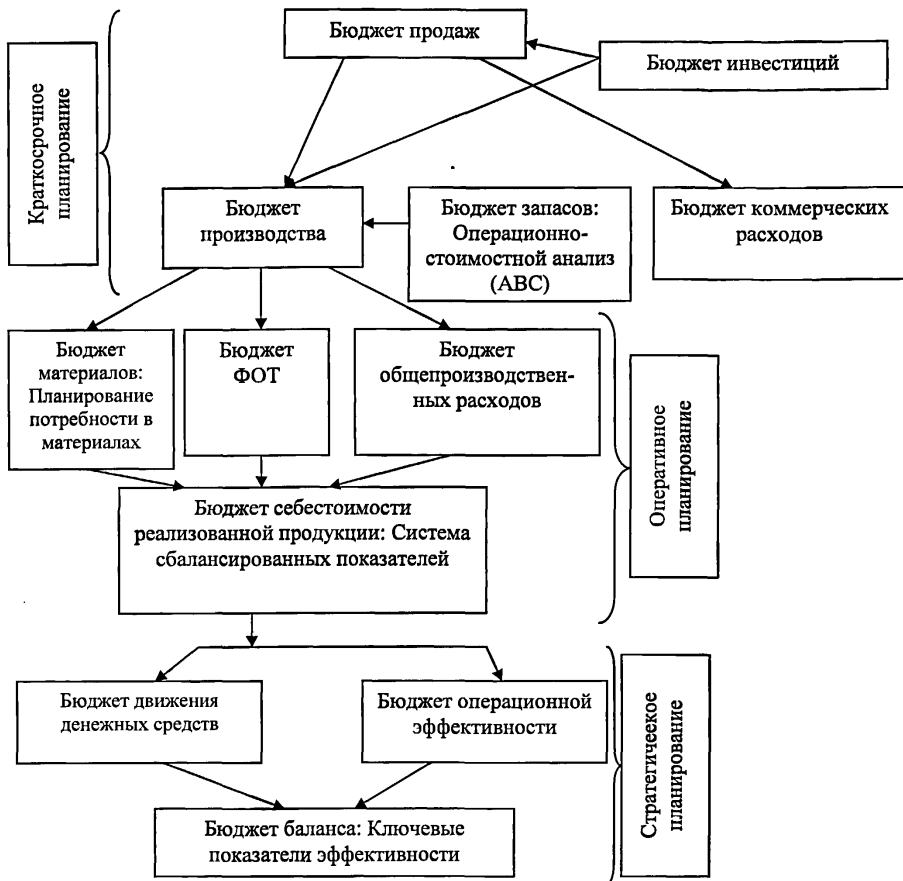 Краткосрочное
планирование
Бюджет продаж
Бюджет инвестиций
Бюджет
производства
Бюджет запасов:
Операционно-
стоимостной анализ
(АВС)
Бюджет коммерческих
расходов
Бюджет
материалов:
Планирование
потребности в
материалах
Бюджет
ФОТ
Бюджет
общепроизводствен-
ных расходов
Оперативное
планирование
Бюджет себестоимости
реализованной продукции: Система
сбалансированных показателей
Бюджет движения
денежных средств
Бюджет операционной
эффективности
Стратегичеекое
планирование
Бюджет баланса: Ключевые
показатели эффективности